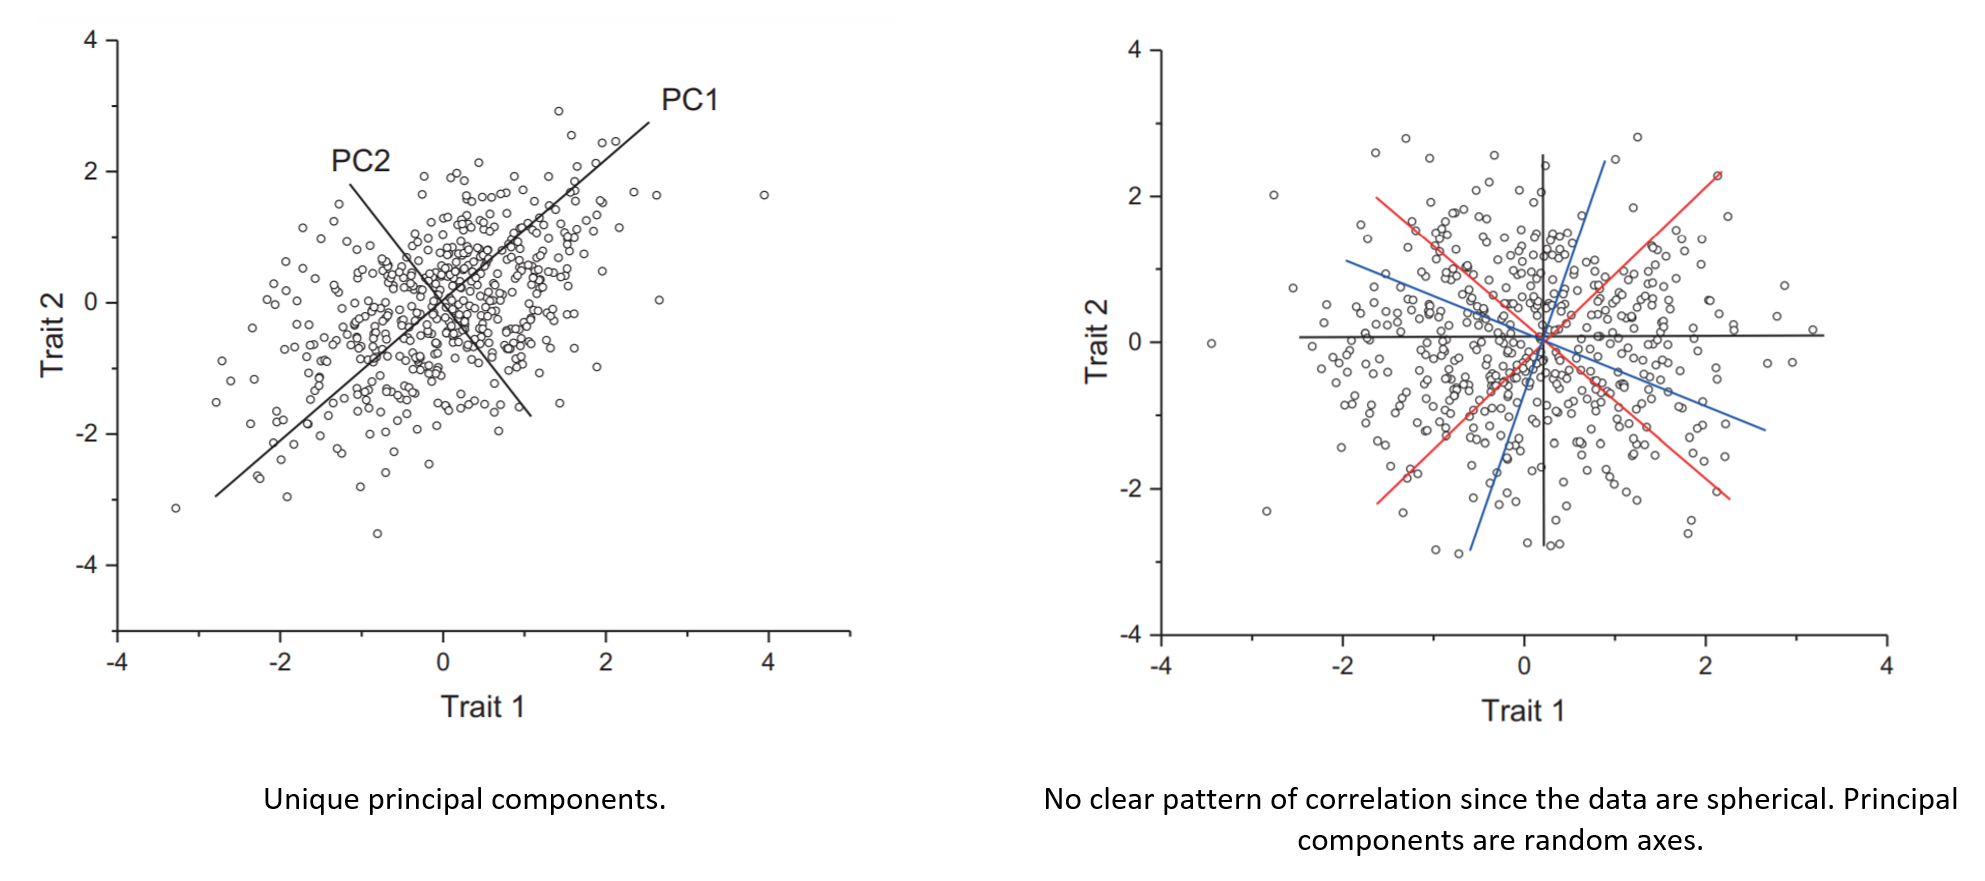 4
2
0
-2
-4
Trait 2
PC2
PC1
-4
-2
0
2
4
Trait 1
Unique principal components.
4
2
0
-2
-4
Trait 2
-4
-2
0
2
4
Trait 1
No clear pattern of correlation since the data are spherical. Principal
components are random axes.